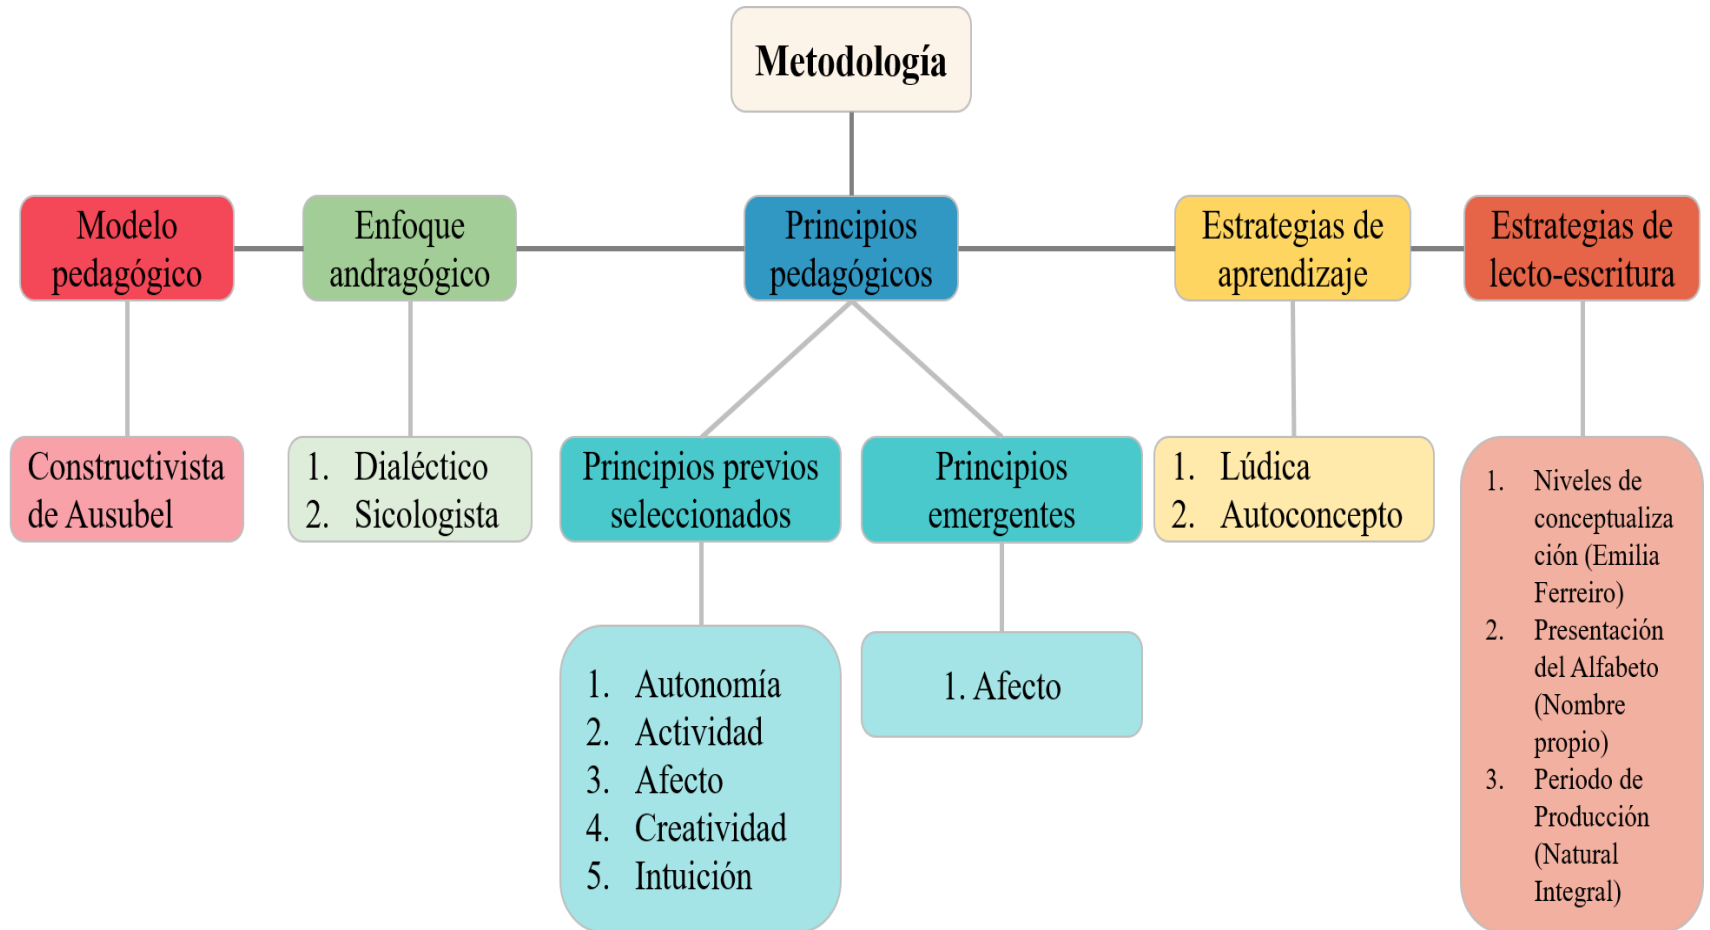 Metodología
Modelo
pedagógico
Enfoque
andragógico
Principios
pedagógicos
Estrategias de
aprendizaje
Estrategias de
lecto-escritura
Constructivista
de Ausubel
1. Dialéctico
2. Sicologista
Principios previos
seleccionados
Principios
emergentes
1. Lúdica
2. Autoconcepto
1. Autonomía
2. Actividad
3. Afecto
4. Creatividad
5. Intuición
1. Afecto
1. Niveles de
conceptualiza
ción (Emilia
Ferreiro)
2. Presentación
del Alfabeto
(Nombre
propio)
3. Periodo de
Producción
(Natural
Integral)